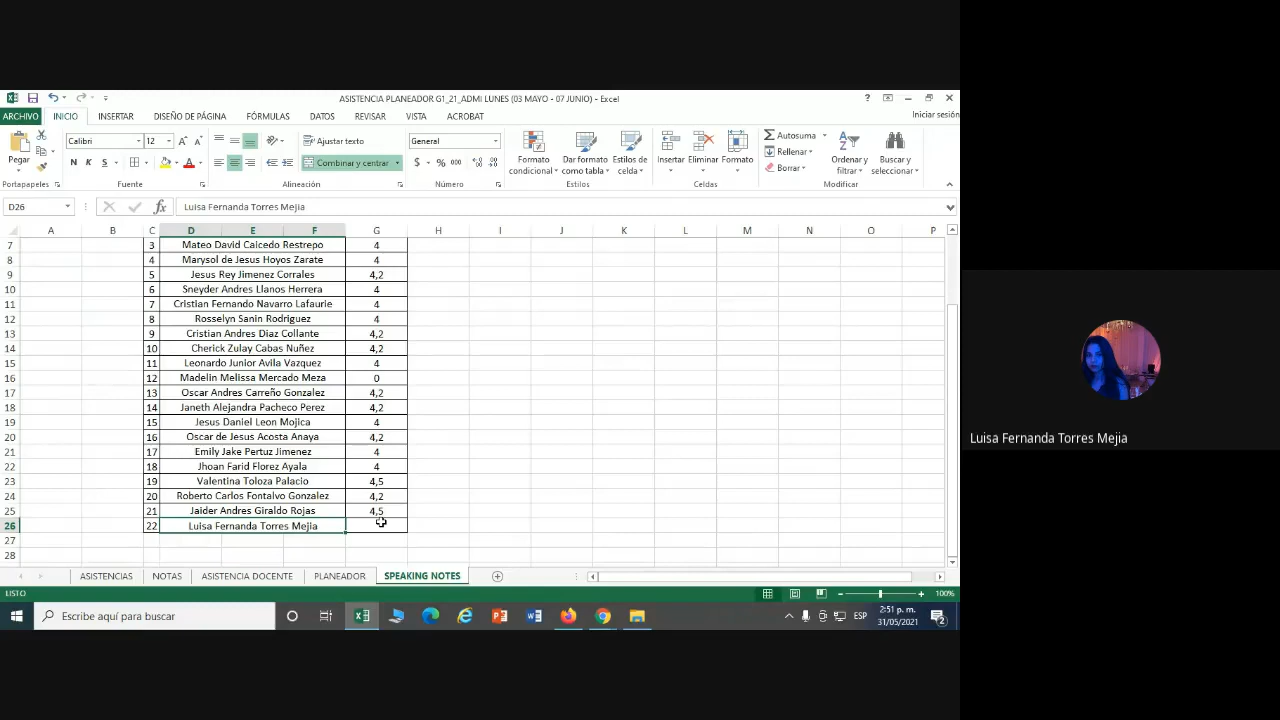 ASISTENCIA PLANEADOR G1_21_ADMI LUNES (03 MAYO - 07 JUNIO) - Excel
ARCHIVO INICIO INSERTAR DISEÑO DE PÁGINA FÓRMULAS DATOS REVISAR VISTA ACROBAT Iniciar sesión
Pegar
Calibri 12
N K S
Ajustar texto
Combinar y centrar
General
$ % 000
Formato condicional
Dar formato como tabla
Estilos de celda
Insertar Eliminar Formato
Autosuma
Rellenar
Borrar
Ordenar y filtrar
Buscar y seleccionar
Portapapeles Fuente Alineación Número Estilos Celdas Modificar
D26 fx Luisa Fernanda Torres Mejia
A B C D E F G H I J K L M N O P
7 3 Mateo David Caicedo Restrepo 4
8 4 Marysol de Jesus Hoyos Zarate 4
9 5 Jesus Rey Jimenez Corrales 4,2
10 6 Sneyder Andres Llanos Herrera 4
11 7 Cristian Fernando Navarro Lafaurie 4
12 8 Rosselyn Sanin Rodriguez 4
13 9 Cristian Andres Diaz Collante 4,2
14 10 Cherick Zulay Cabas Nuñez 4,2
15 11 Leonardo Junior Avila Vazquez 4
16 12 Madelin Melissa Mercado Meza 0
17 13 Oscar Andres Carreño Gonzalez 4,2
18 14 Janeth Alejandra Pacheco Perez 4,2
19 15 Jesus Daniel Leon Mojica 4
20 16 Oscar de Jesus Acosta Anaya 4,2
21 17 Emily Jake Pertuz Jimenez 4
22 18 Jhoan Farid Florez Ayala 4
23 19 Valentina Toloza Palacio 4,5
24 20 Roberto Carlos Fontalvo Gonzalez 4,2
25 21 Jaider Andres Giraldo Rojas 4,5
26 22 Luisa Fernanda Torres Mejia
27
28
ASISTENCIAS NOTAS ASISTENCIA DOCENTE PLANEADOR SPEAKING NOTES
LISTO 100%
Escribe aquí para buscar
ESP
2:51 p. m.
31/05/2021
2
Luisa Fernanda Torres Mejia